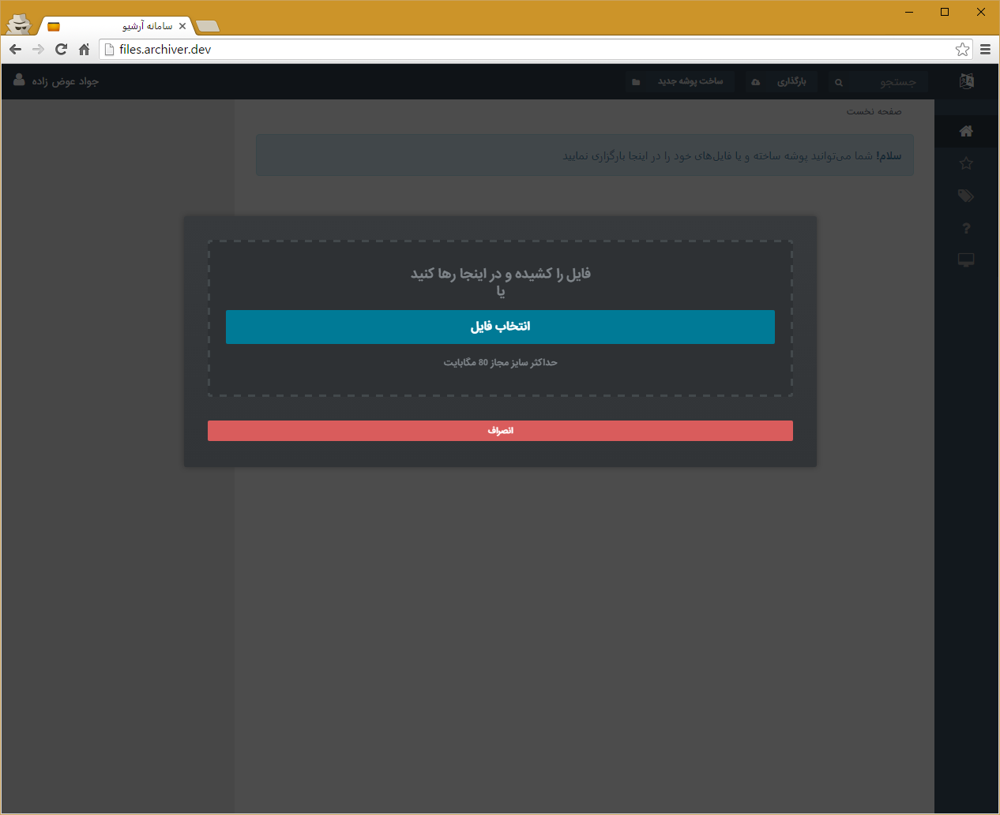 سامانه آرشیو
files.archiver.dev
جستجو
بارگذاری
ساخت پوشه جدید
جواد عوض زاده
صفحه نخست
سلام! شما می‌توانید پوشه ساخته و یا فایل‌های خود را در اینجا بارگزاری نمایید
فایل را کشیده و در اینجا رها کنید
یا
انتخاب فایل
حداکثر سایز مجاز 80 مگابایت
انصراف